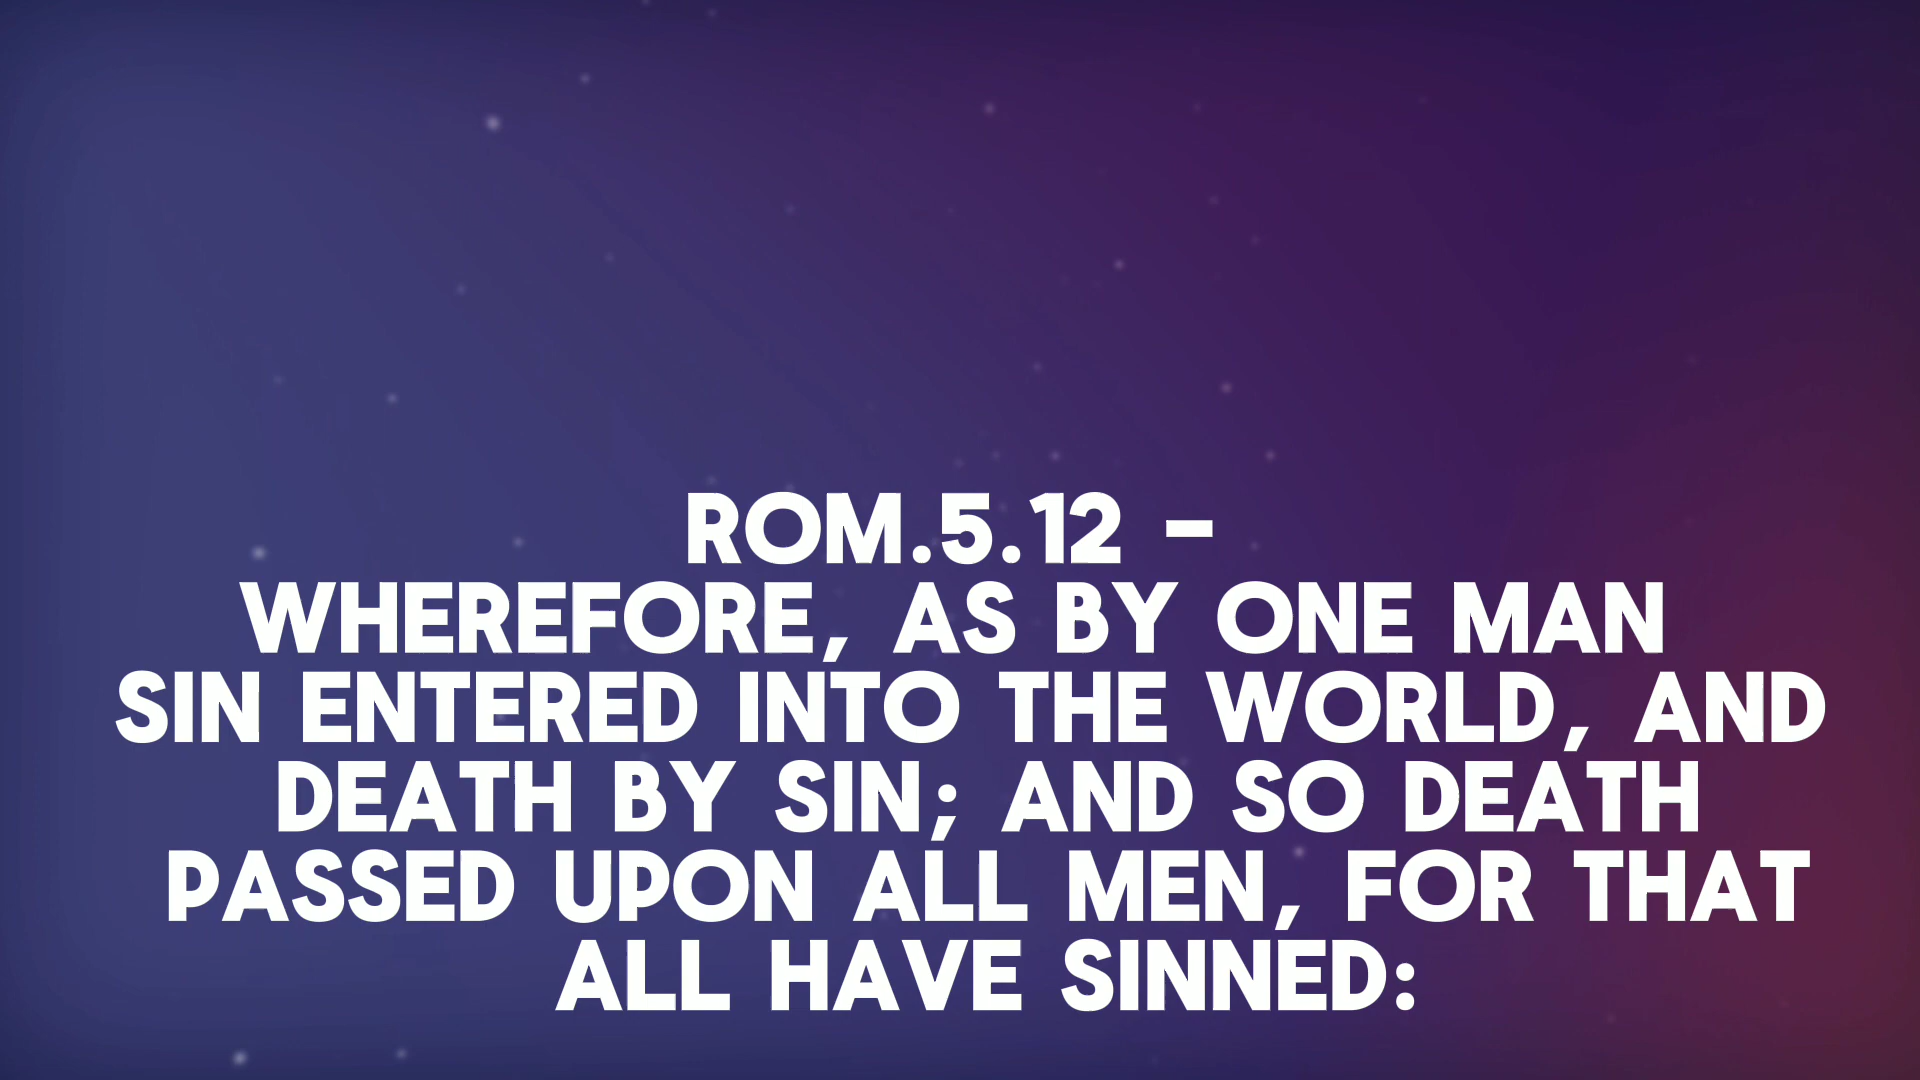 ROM.5.12 -
WHEREFORE, AS BY ONE MAN
SIN ENTERED INTO THE WORLD, AND
DEATH BY SIN; AND SO DEATH
PASSED UPON ALL MEN, FOR THAT
ALL HAVE SINNED: